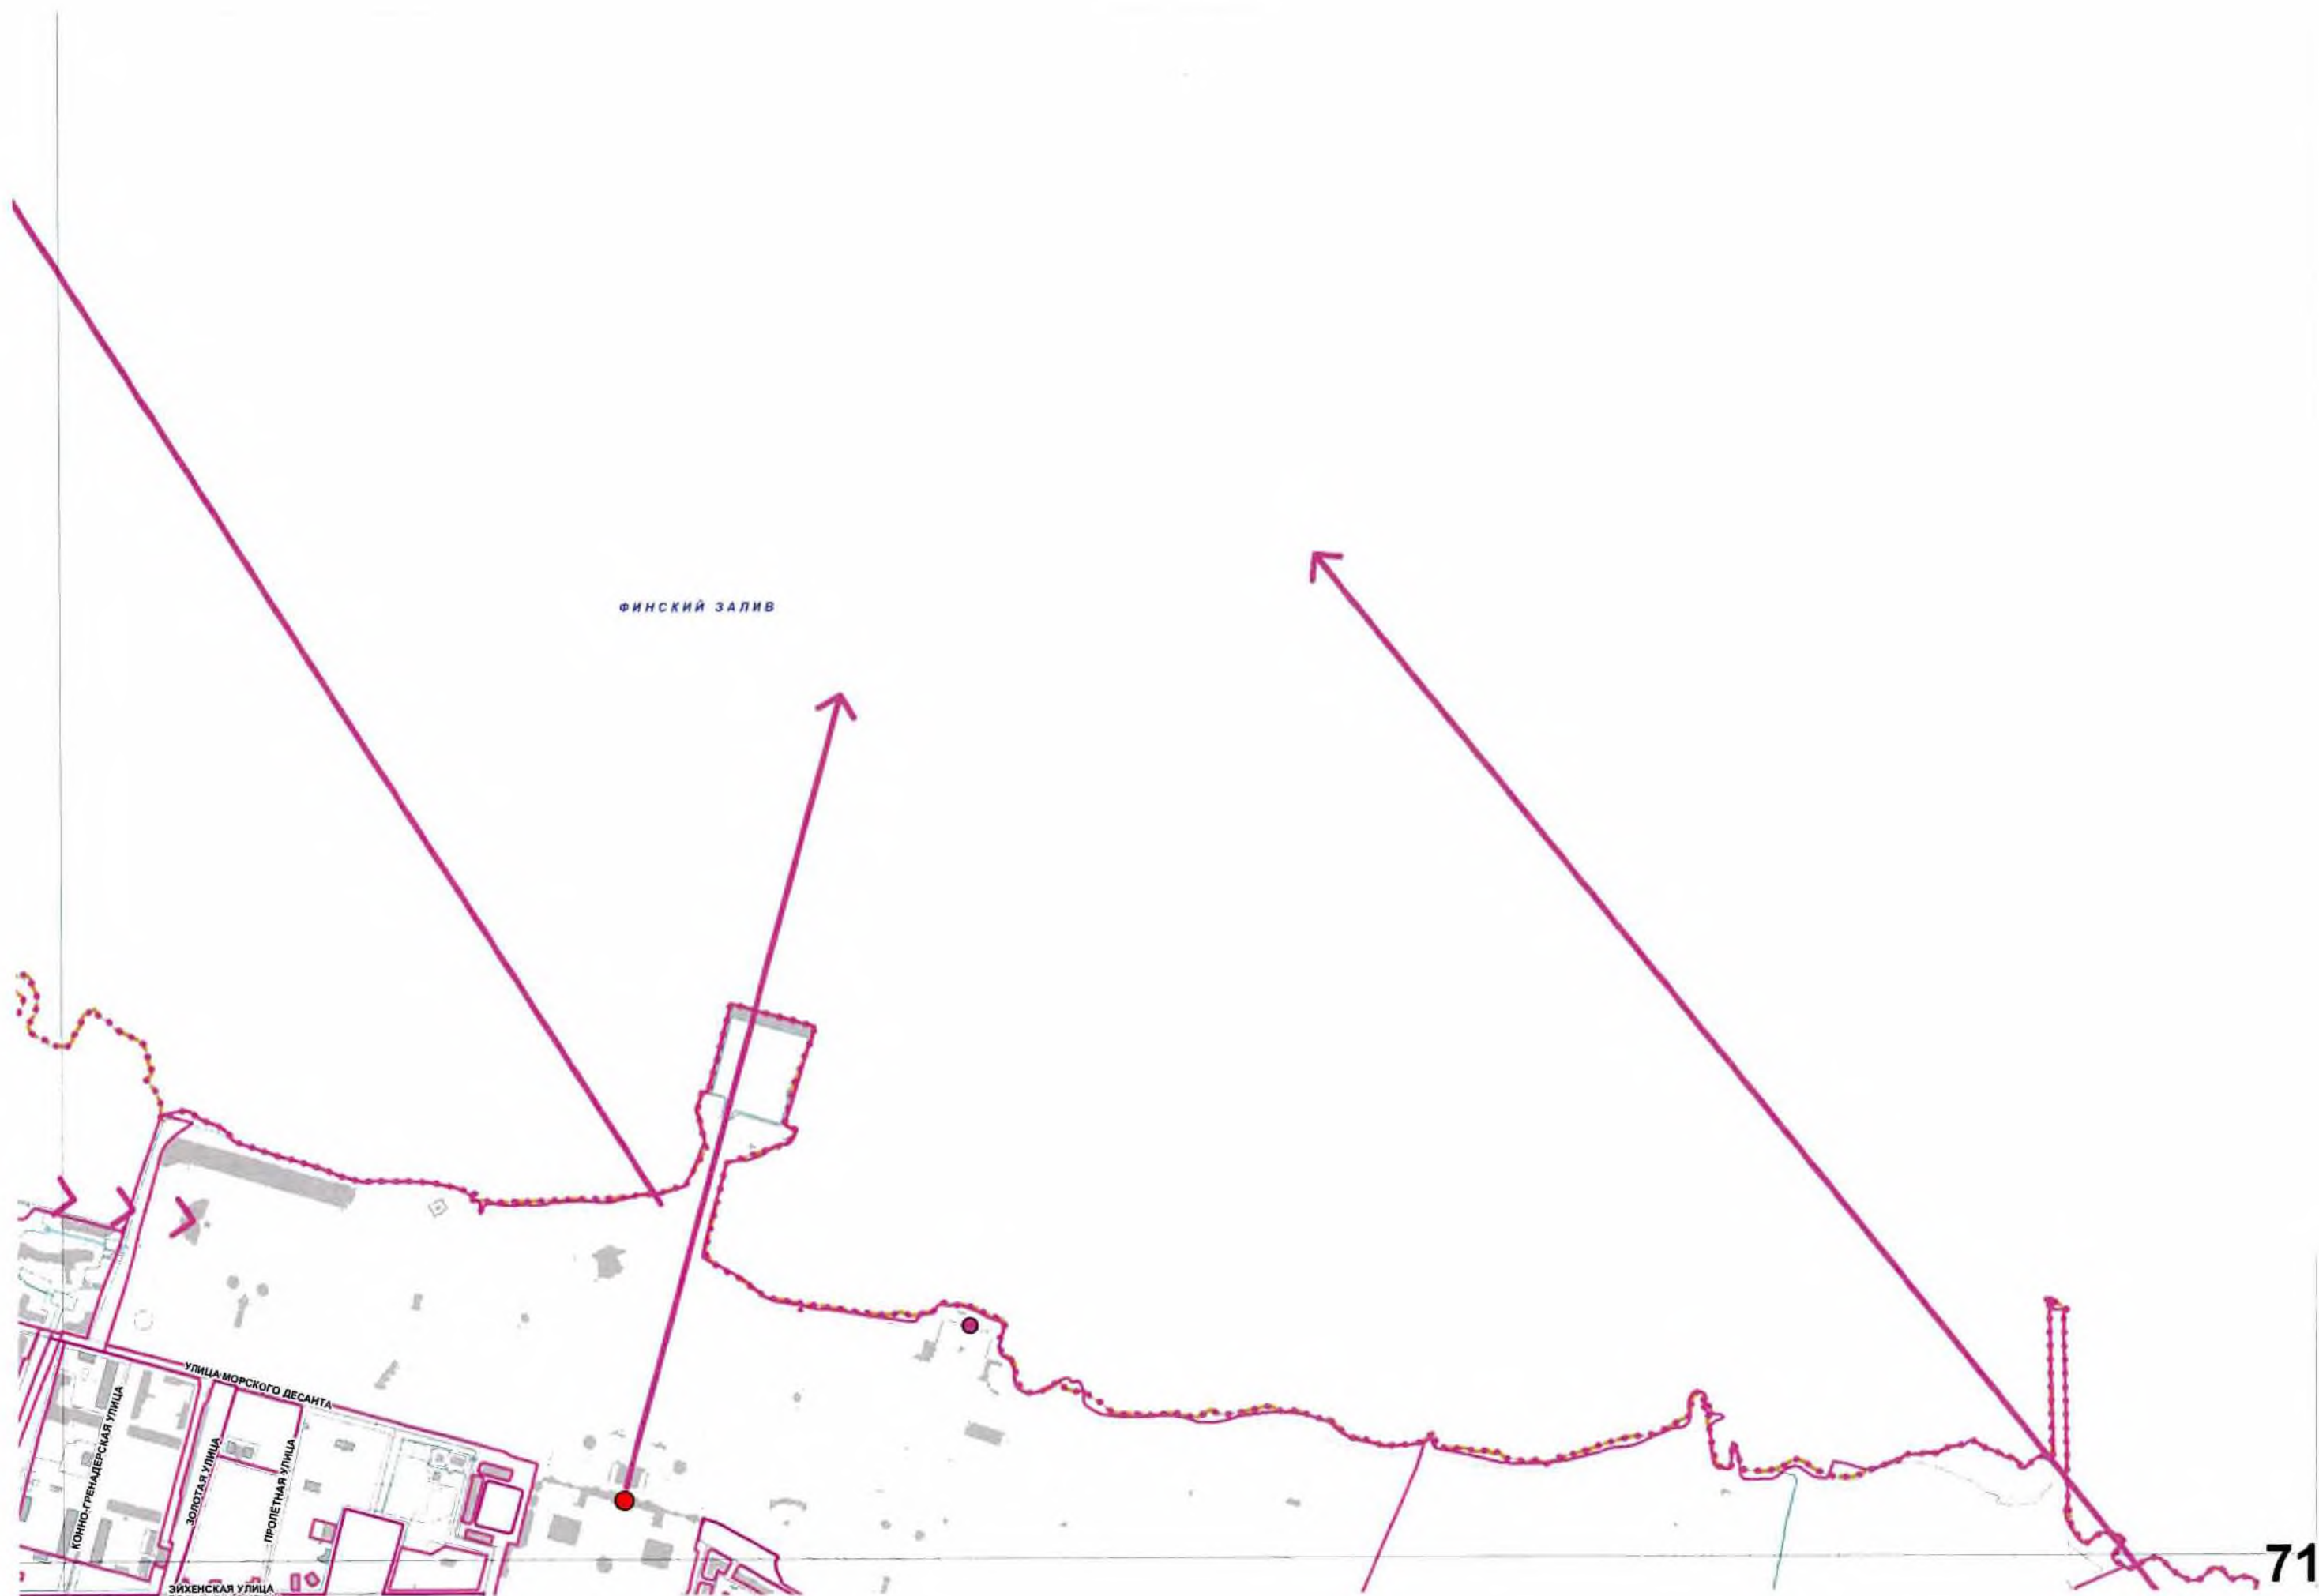 ФИНСКИЙ ЗАЛИВ
УЛИЦА МОРСКОГО ДЕСАНТА
КОННО-ГРЕНАДЕРСКАЯ УЛИЦА
ЗОЛОТАЯ УЛИЦА
ПРОЛЕТНАЯ УЛИЦА
ЭЙХЕНСКАЯ УЛИЦА
71